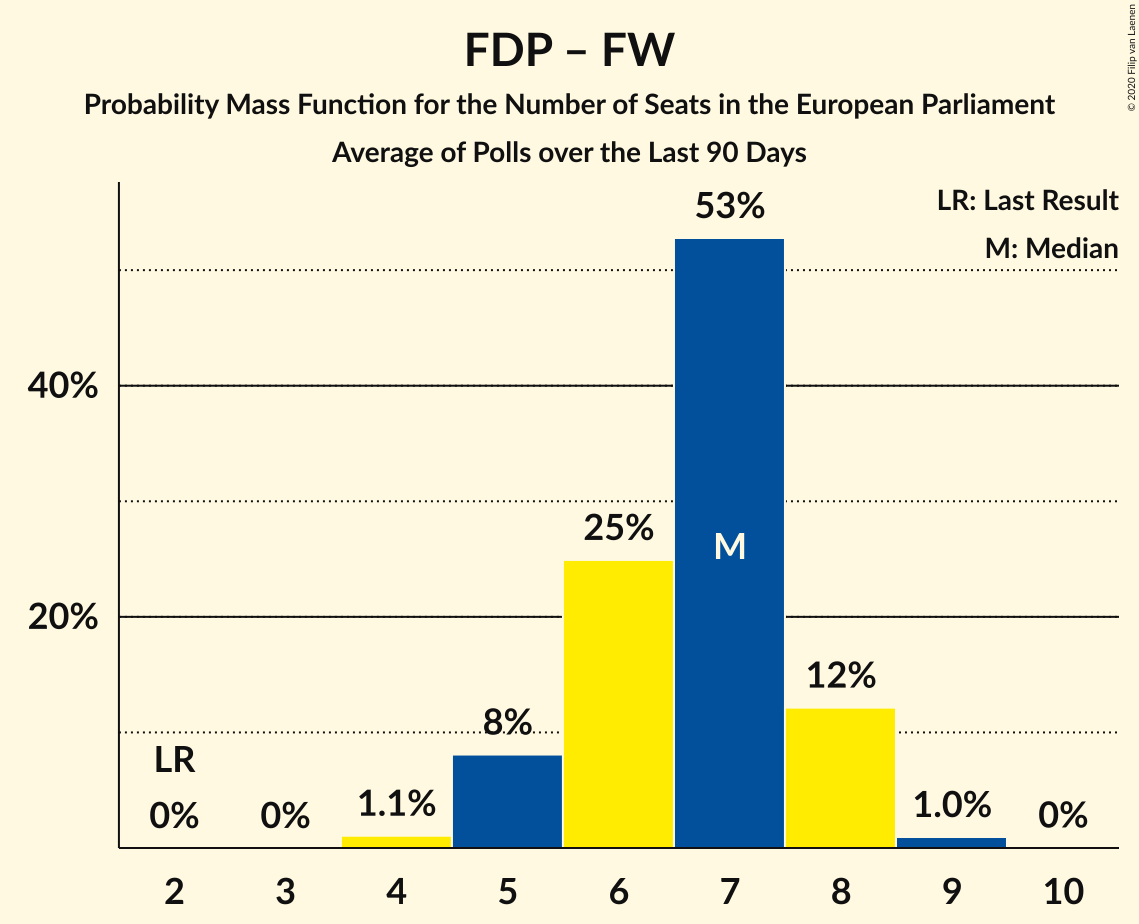 FDP – FW
Probability Mass Function for the Number of Seats in the European Parliament
Average of Polls over the Last 90 Days
© 2020 Filip van Laenen
LR: Last Result
M: Median
53%
40%
25%
M
20%
12%
8%
LR
0%
0%
1.1%
1.0%
0%
2 3 4 5 6 7 8 9 10